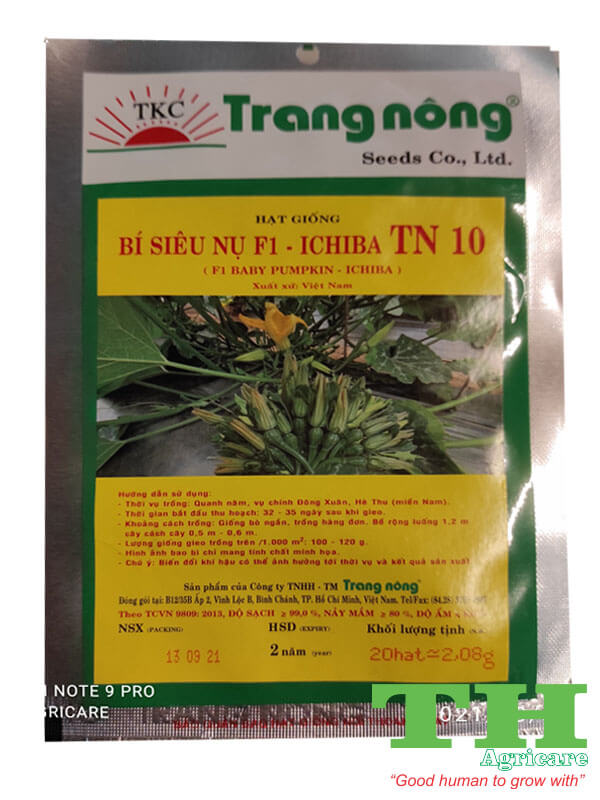 TKC
Trang nông®
Seeds Co., Ltd.
HẠT GIỐNG
BÍ SIÊU NỤ F1 - ICHIBA TN 10
( F1 BABY PUMPKIN - ICHIBA )
Xuất xứ: Việt Nam
Hướng dẫn sử dụng:
- Thời vụ trồng: Quanh năm, vụ chính Đông Xuân, Hè Thu (miền Nam).
- Thời gian bắt đầu thu hoạch: 32 - 35 ngày sau khi gieo.
- Khoảng cách trồng: Giống bò ngắn, trồng hàng đơn. Bề rộng luống 1,2 m
cây cách cây 0,5 m - 0,6 m.
- Lượng giống gieo trồng trên /1.000 m²: 100 - 120 g.
- Hình ảnh bao bì chỉ mang tính chất minh họa.
- Chú ý: Biến đổi khí hậu có thể ảnh hưởng tới thời vụ và kết quả sản xuất
Sản phẩm của Công ty TNHH - TM Trang nông®
Đóng gói tại: B12/35B Ấp 2, Vĩnh Lộc B, Bình Chánh, TP. Hồ Chí Minh, Việt Nam. Tel/Fax: (84.28)
Theo TCVN 9809: 2013, ĐỘ SẠCH ≥ 99,0 %, NẢY MẦM ≥ 80 %, ĐỘ ẨM
NSX (PACKING) HSD (EXPIRY) Khối lượng tịnh
13 09 21 2 năm (year) 20hat≃2,08g
NOTE 9 PRO
GRICARE
021
TH
Agricare
"Good human to grow with"